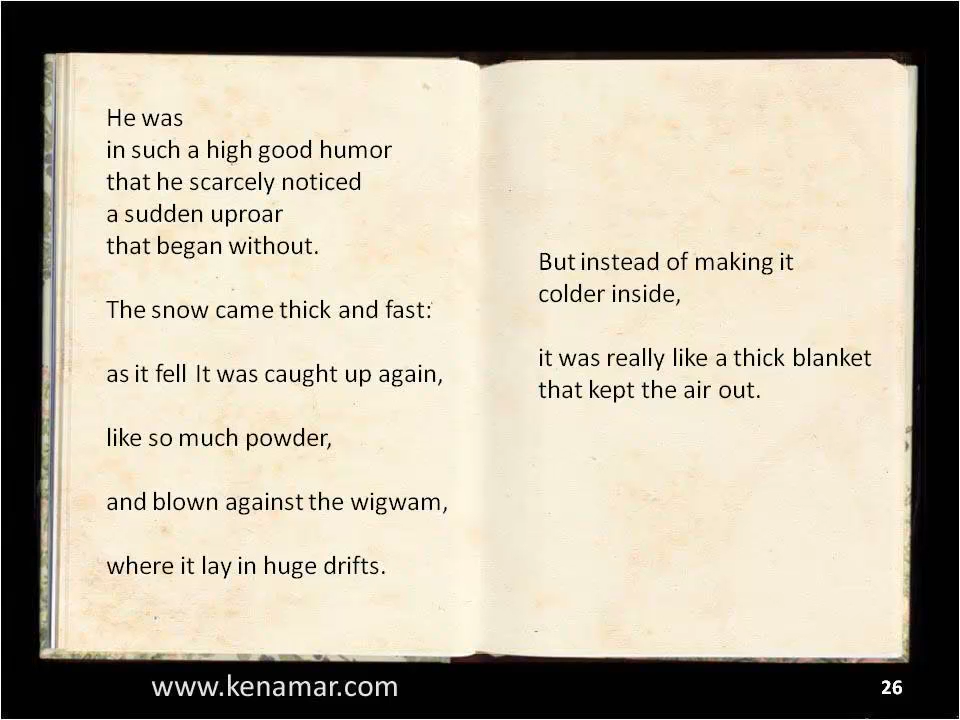 He was
in such a high good humor
that he scarcely noticed
a sudden uproar
that began without.
The snow came thick and fast:
as it fell It was caught up again,
like so much powder,
and blown against the wigwam,
where it lay in huge drifts.
But instead of making it
colder inside,
it was really like a thick blanket
that kept the air out.
www.kenamar.com
26